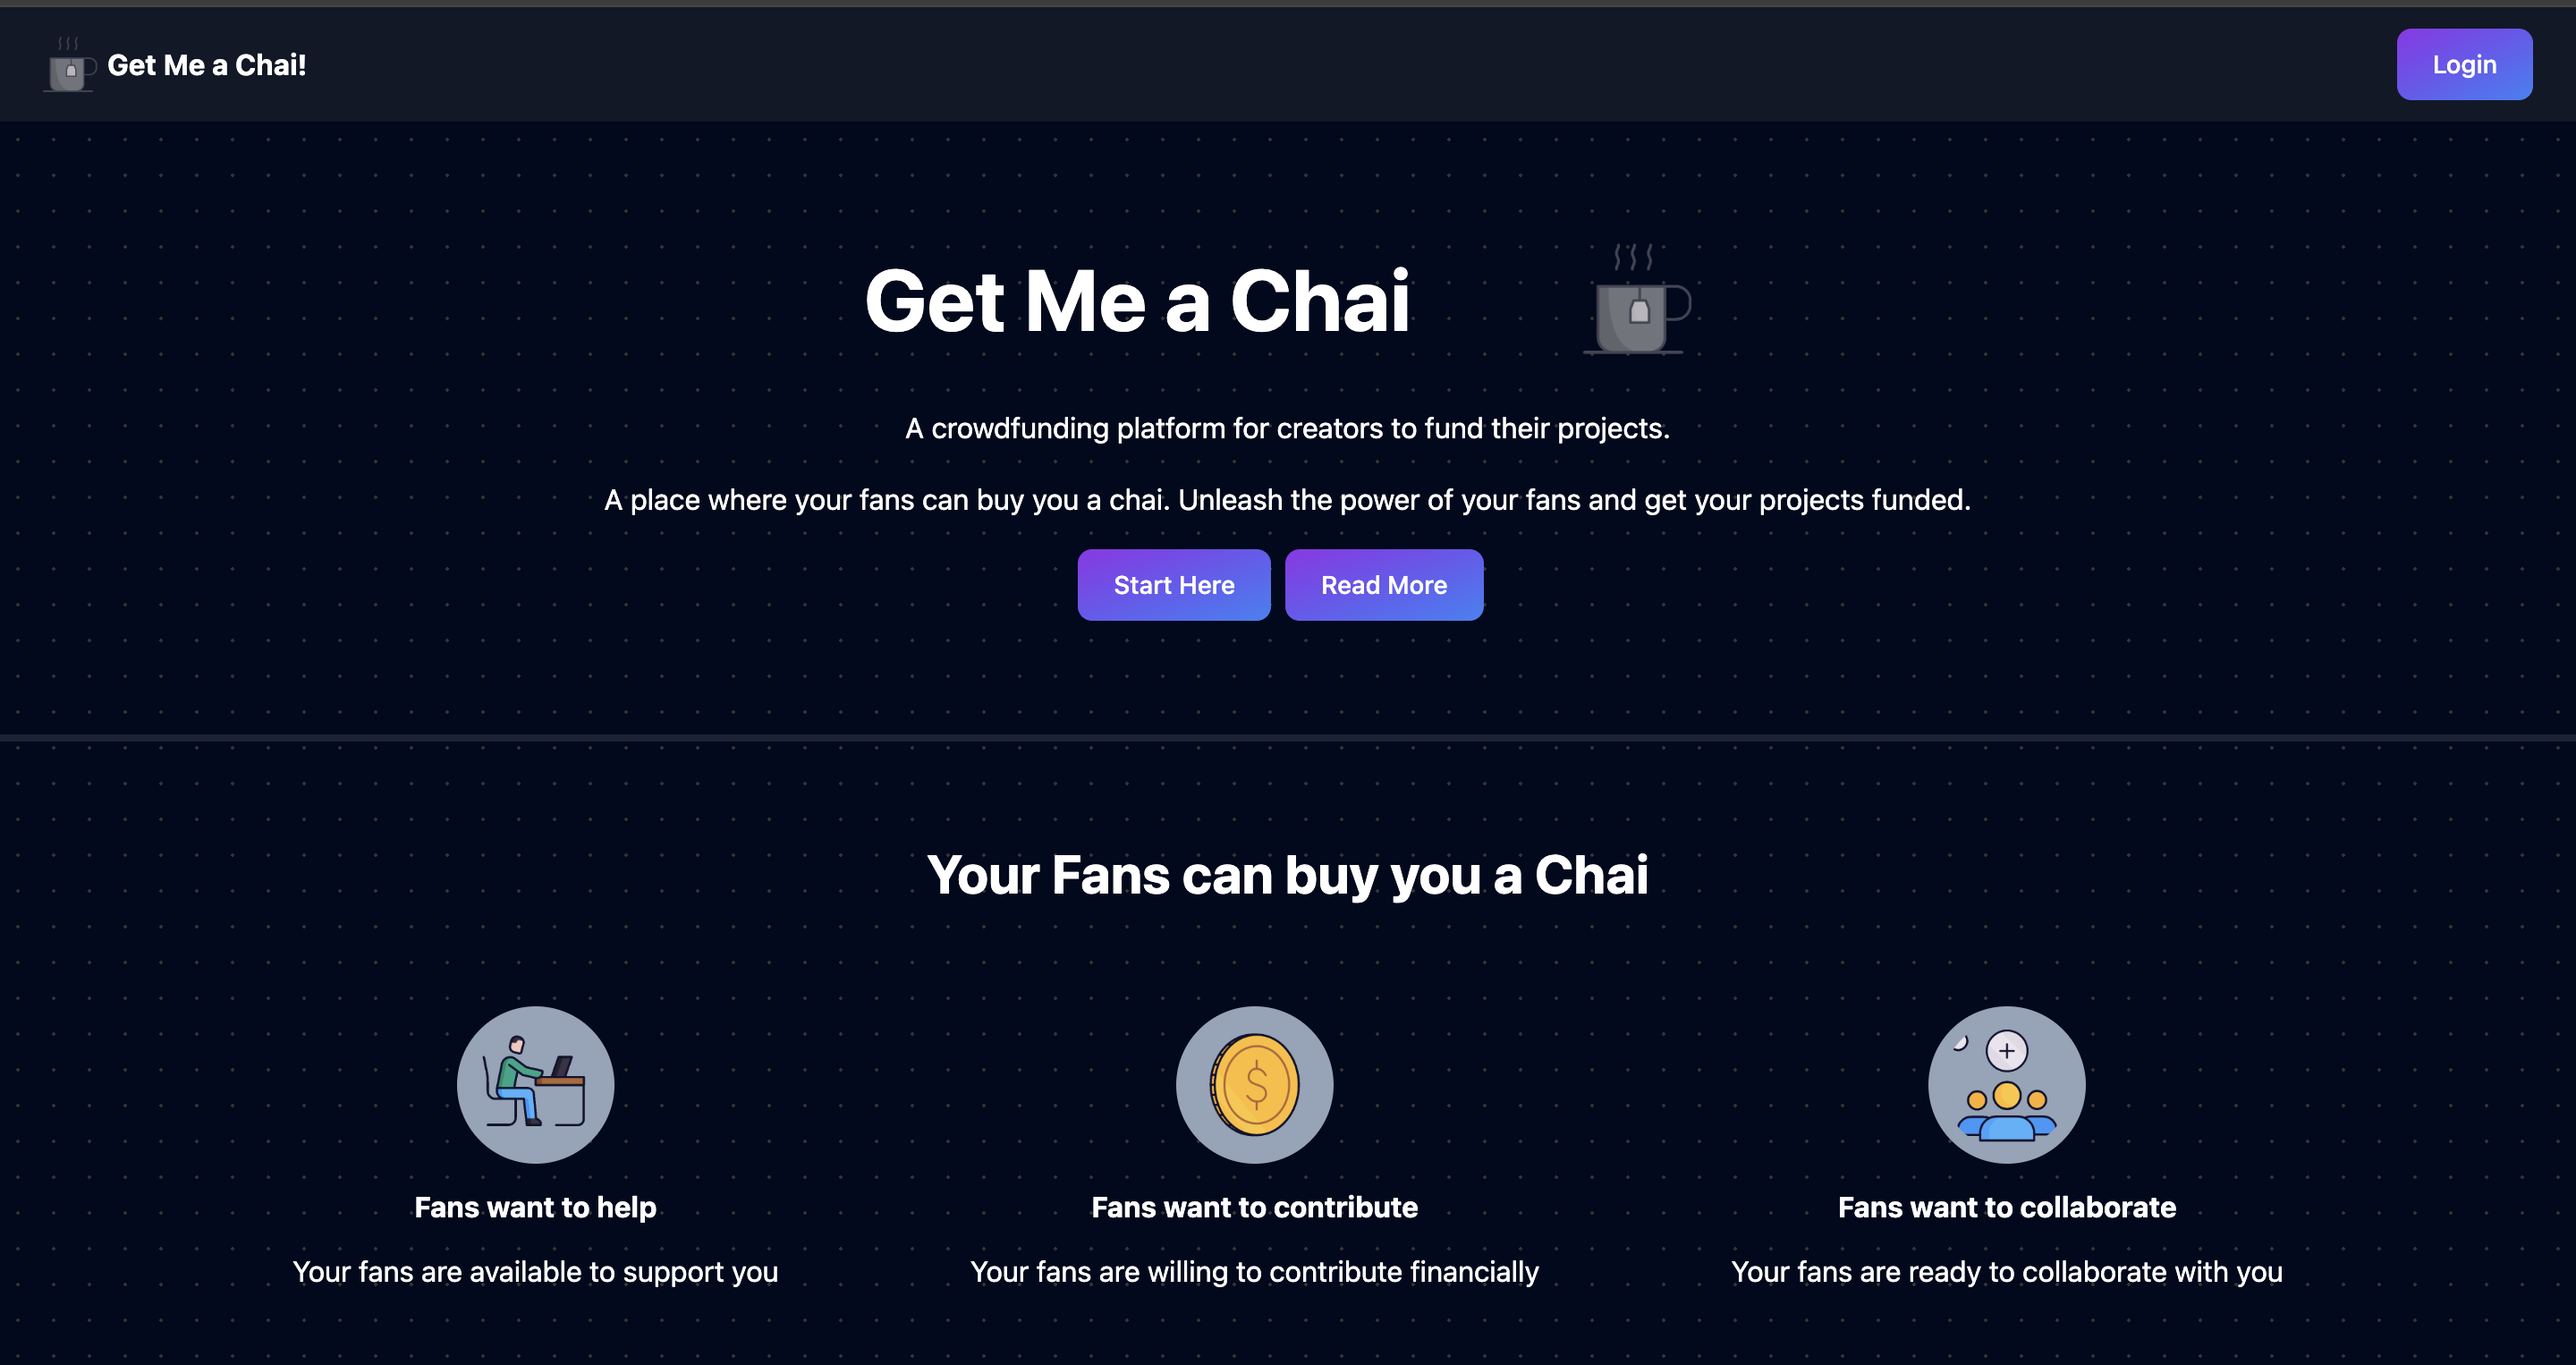 Get Me a Chai!
Login
Get Me a Chai
A crowdfunding platform for creators to fund their projects.
A place where your fans can buy you a chai. Unleash the power of your fans and get your projects funded.
Start Here
Read More
Your Fans can buy you a Chai
$
Fans want to help
Fans want to contribute
Fans want to collaborate
Your fans are available to support you
Your fans are willing to contribute financially
Your fans are ready to collaborate with you